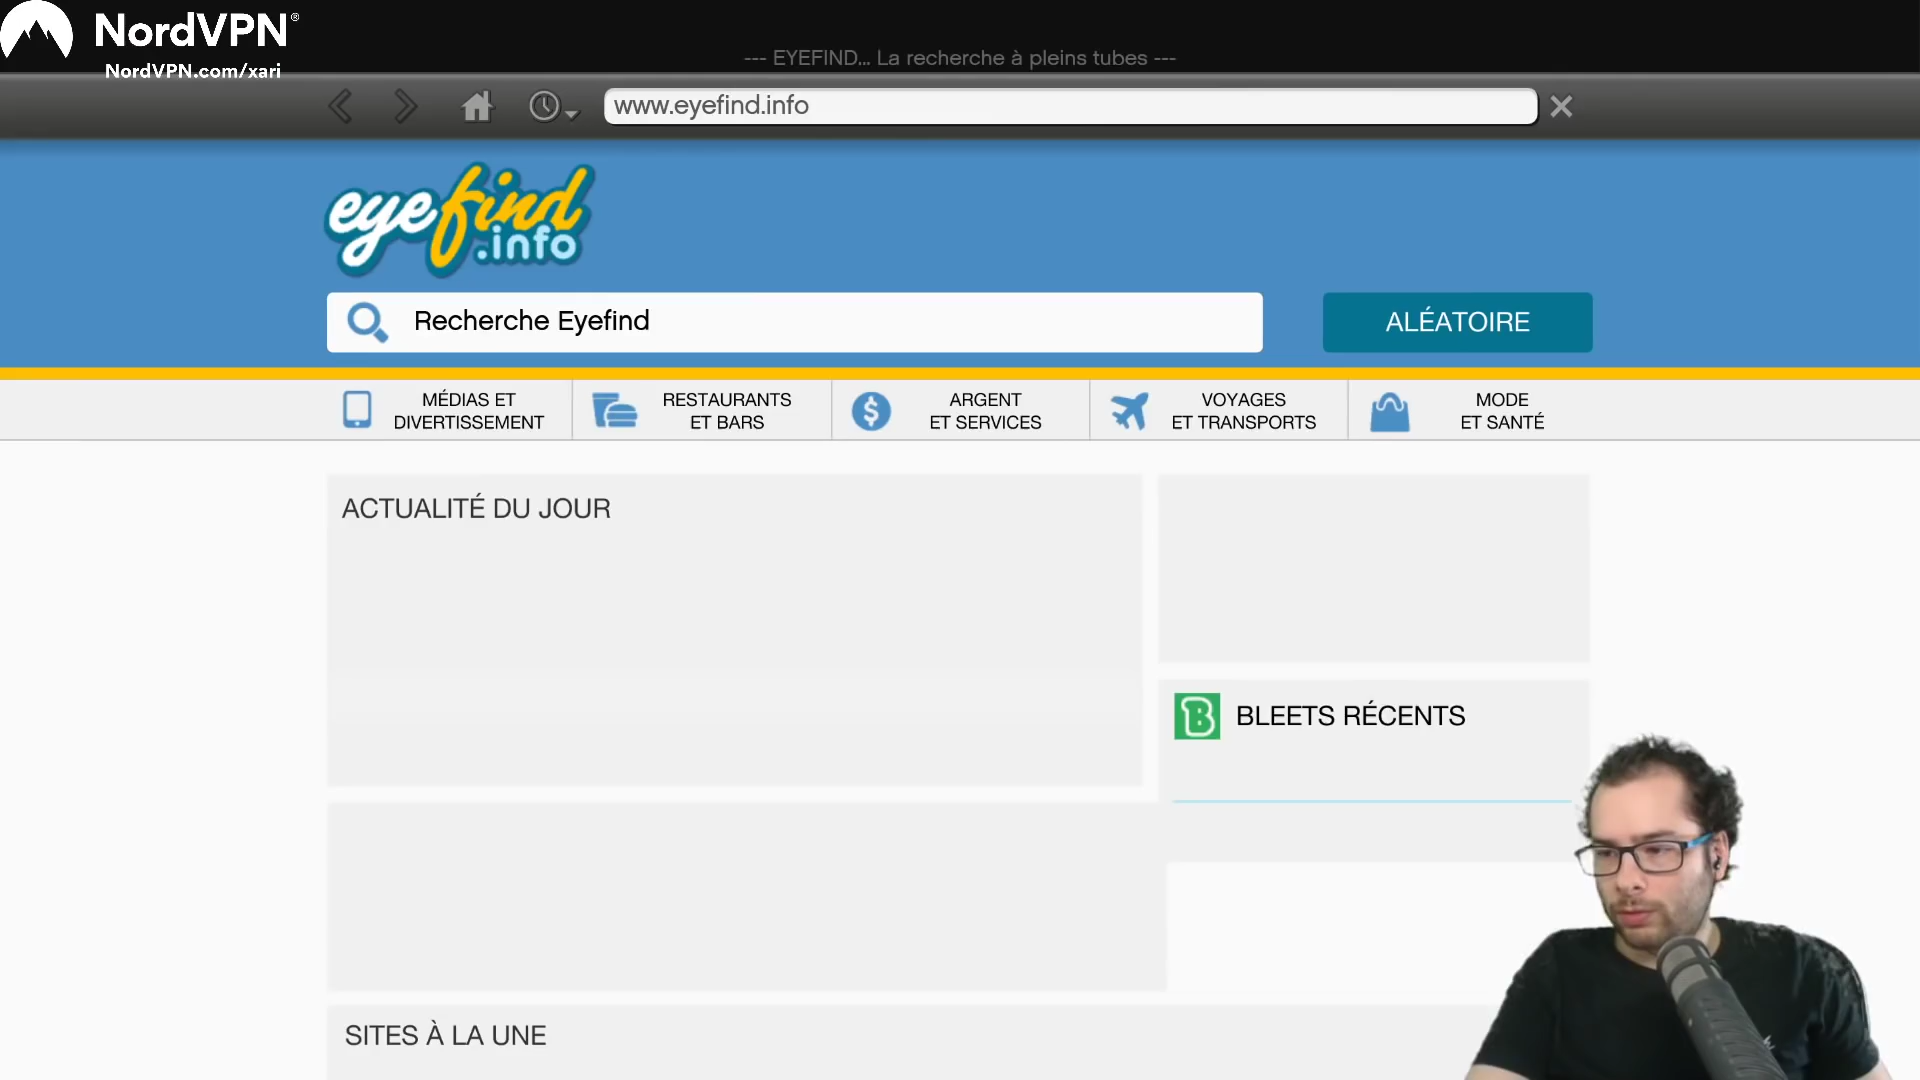 NordVPN®
NordVPN.com/xari
--- EYEFIND... La recherche à pleins tubes ---
www.eyefind.info
eyefind
.info
Recherche Eyefind
ALÉATOIRE
MÉDIAS ET
DIVERTISSEMENT
RESTAURANTS
ET BARS
ARGENT
ET SERVICES
VOYAGES
ET TRANSPORTS
MODE
ET SANTÉ
ACTUALITÉ DU JOUR
B
BLEETS RÉCENTS
SITES À LA UNE